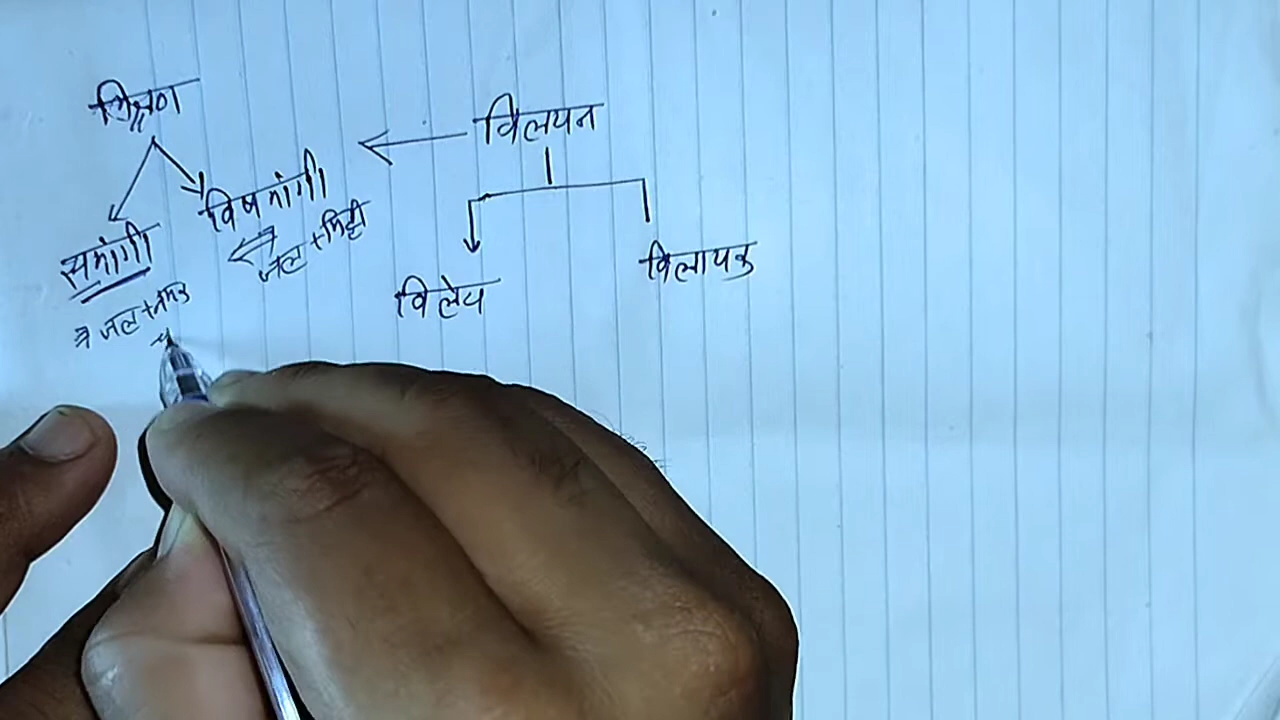 मिश्रण
विलयन
विषमांगी
जल + मिट्टी
समांगी
जल + नमक
विलेय
विलायक